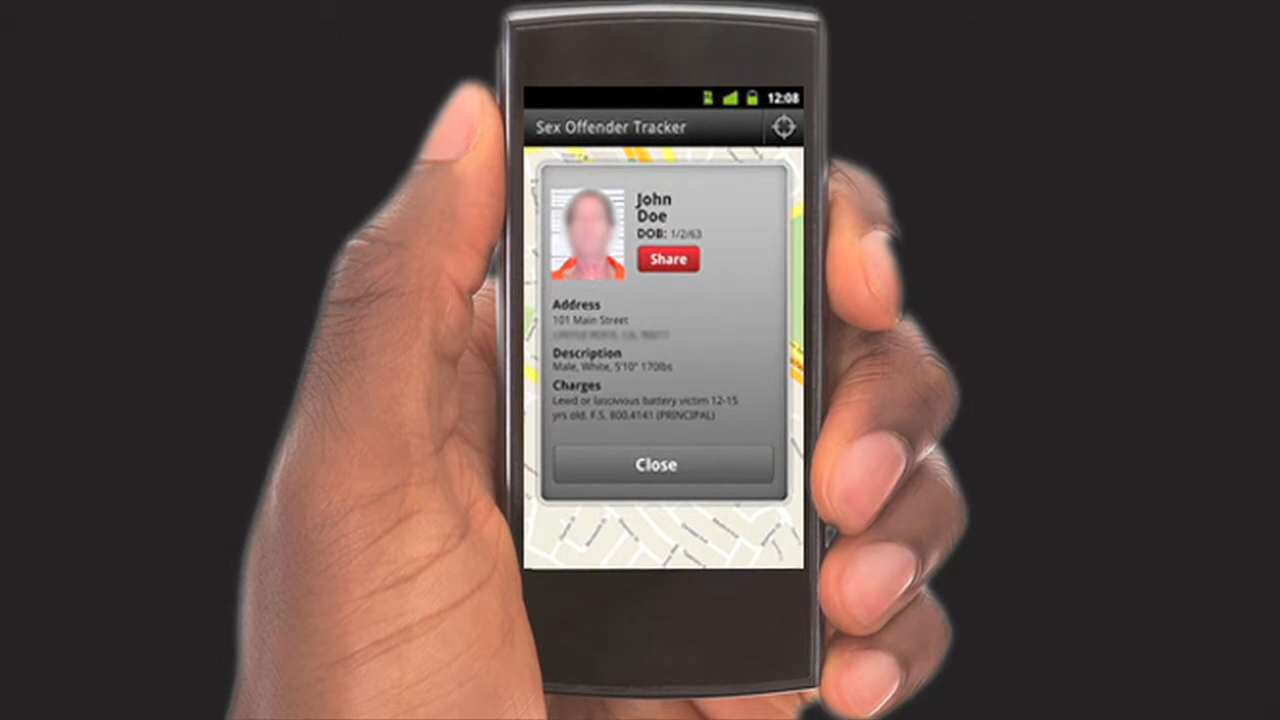 12:08
Sex Offender Tracker
John
Doe
DOB: 1/2/63
Share
Address
101 Main Street
Description
Male, White, 5'10" 170lbs
Charges
Lewd or lascivious battery victim 12-15
yrs old. F.S. 800.4141 (PRINCIPAL)
Close